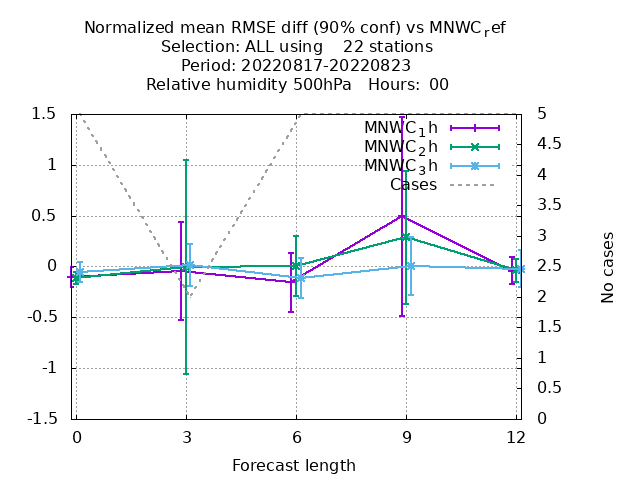 Normalized mean RMSE diff (90% conf) vs MNWC_ref
Selection: ALL using    22 stations
Period: 20220817-20220823
Relative humidity 500hPa   Hours:  00
MNWC_1h
MNWC_2h
MNWC_3h
Cases
1.5
1
0.5
0
-0.5
-1
-1.5
5
4.5
4
3.5
3
2.5
2
1.5
1
0.5
0
No cases
0 3 6 9 12
Forecast length